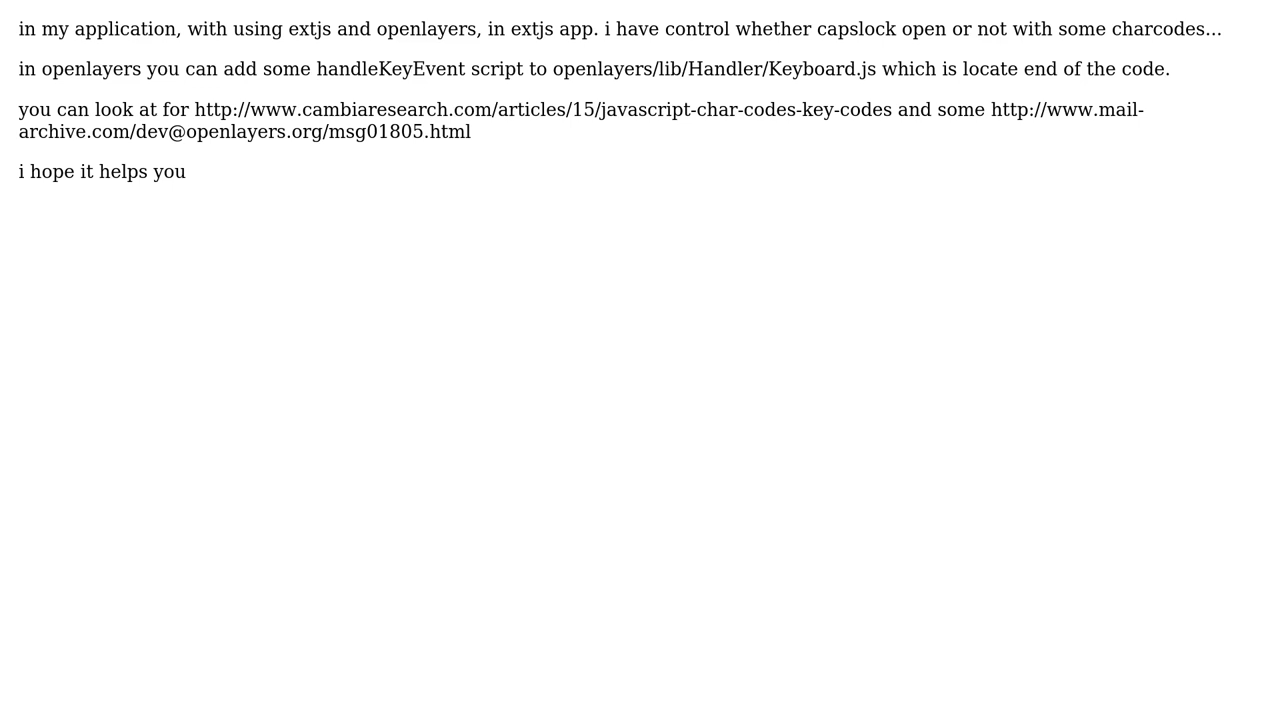 in my application, with using extjs and openlayers, in extjs app. i have control whether capslock open or not with some charcodes...
in openlayers you can add some handleKeyEvent script to openlayers/lib/Handler/Keyboard.js which is locate end of the code.
you can look at for http://www.cambiaresearch.com/articles/15/javascript-char-codes-key-codes and some http://www.mail-
archive.com/dev@openlayers.org/msg01805.html
i hope it helps you